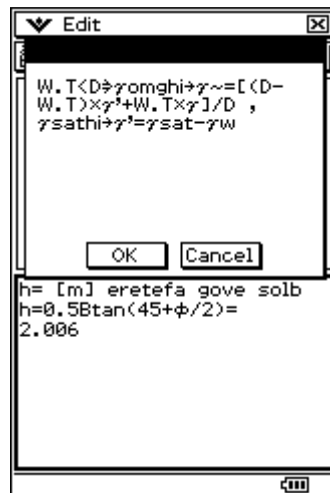 Edit
W.T<D⇒γomghi→γ~=[(D-
W.T)×γ'+W.T×γ]/D ,
γsathi→γ'=γsat-γw
OK Cancel
h= [m] eretefa gove solb
h=0.5Btan(45+ϕ/2)=
2.006